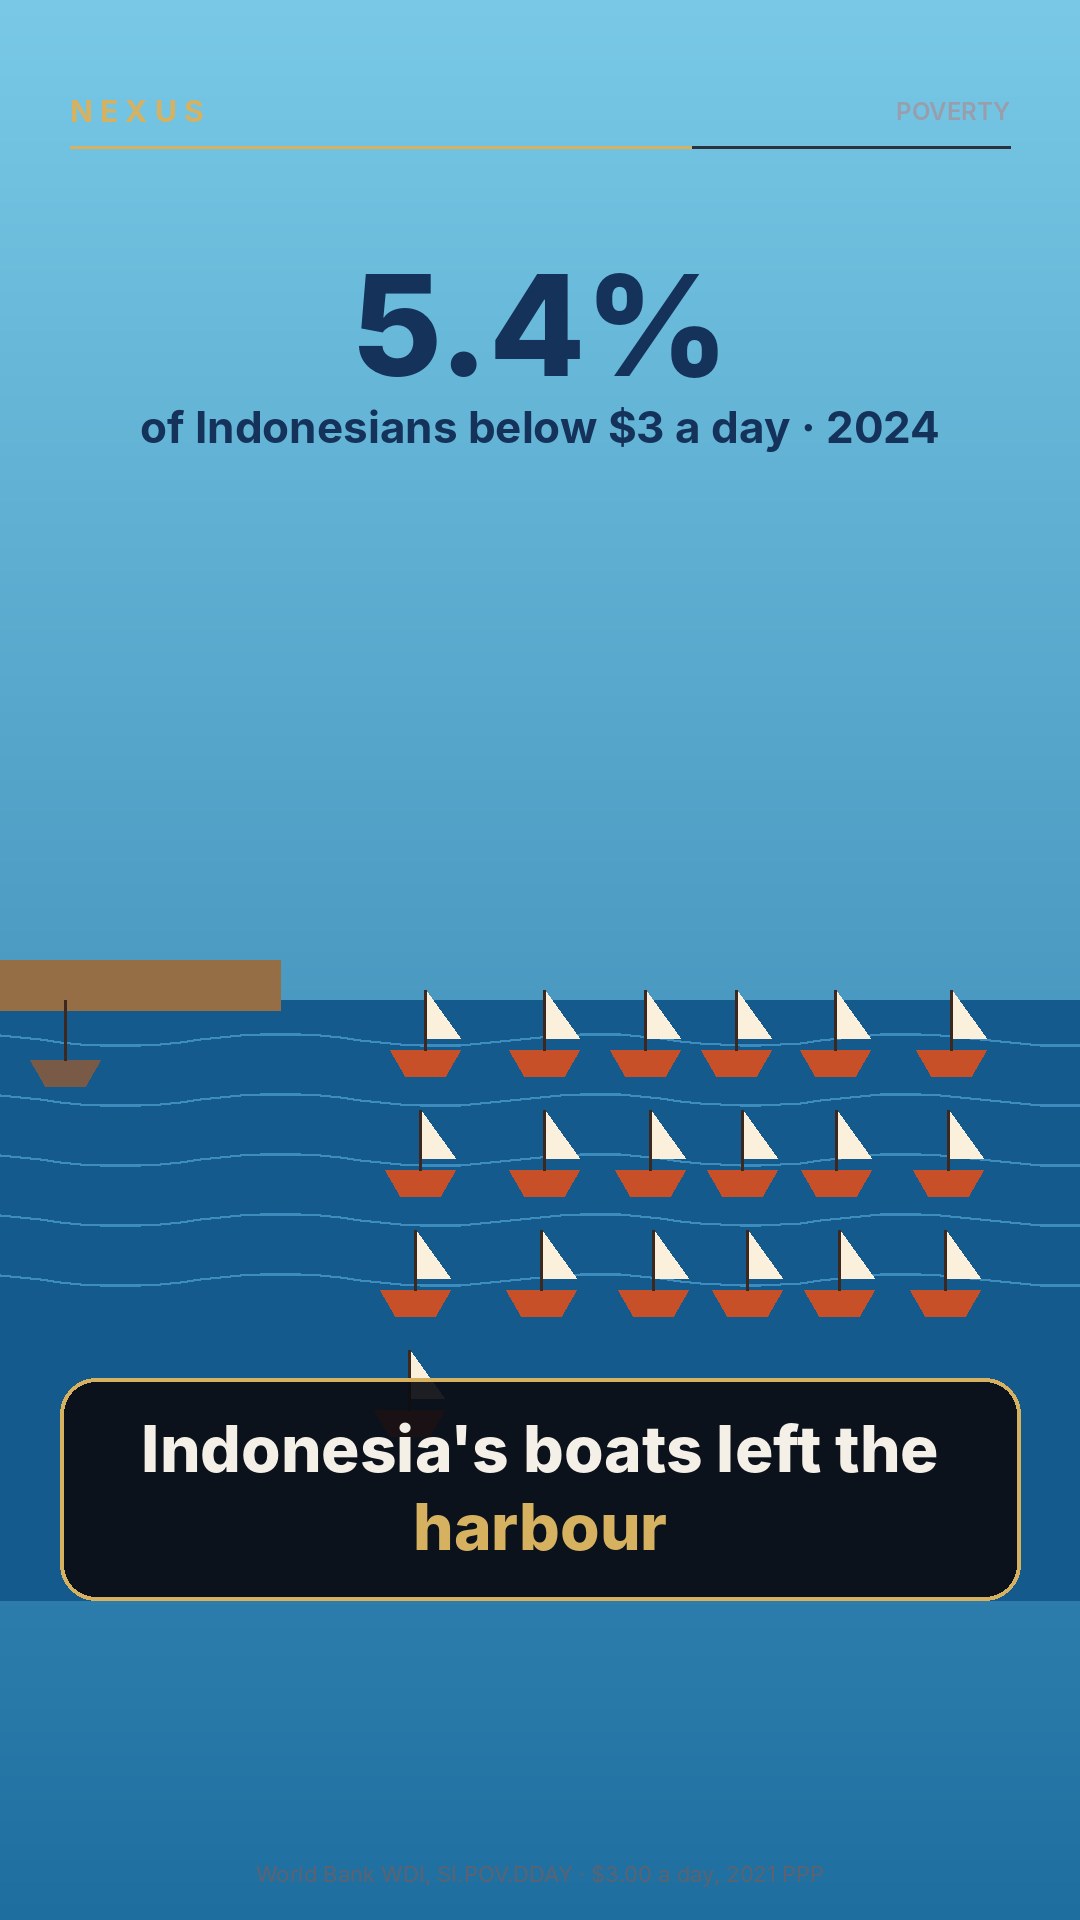 NEXUS
POVERTY
5.4%
of Indonesians below $3 a day · 2024
Indonesia's boats left the
harbour
World Bank WDI, SI.POV.DDAY · $3.00 a day, 2021 PPP